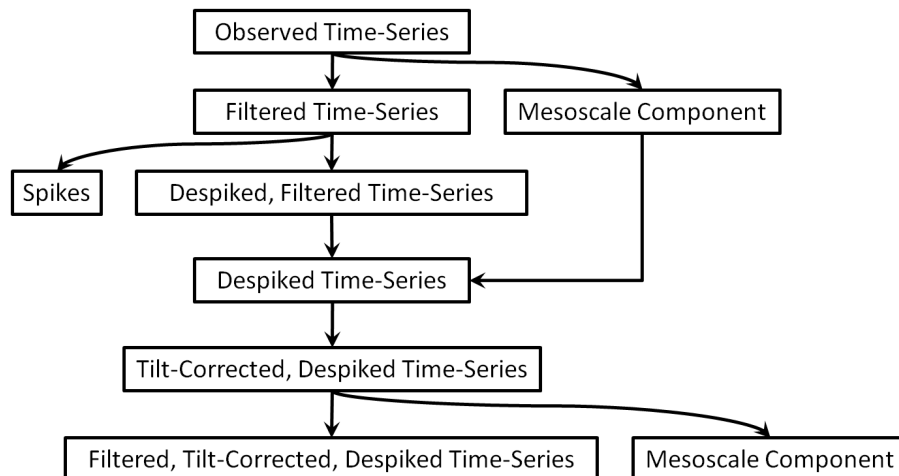 Observed Time-Series
Filtered Time-Series
Mesoscale Component
Spikes
Despiked, Filtered Time-Series
Despiked Time-Series
Tilt-Corrected, Despiked Time-Series
Filtered, Tilt-Corrected, Despiked Time-Series
Mesoscale Component